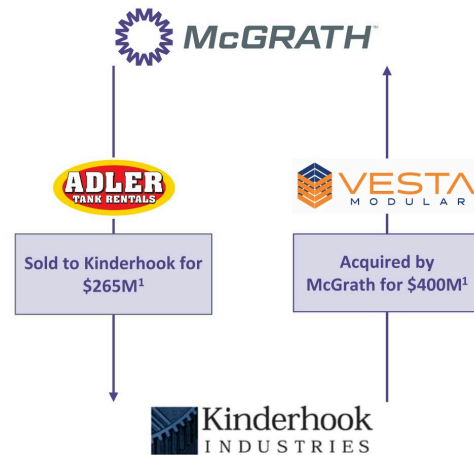 McGRATH
ADLER
TANK RENTALS
VESTA
MODULAR
Sold to Kinderhook for
$265M¹
Acquired by
McGrath for $400M¹
Kinderhook
INDUSTRIES